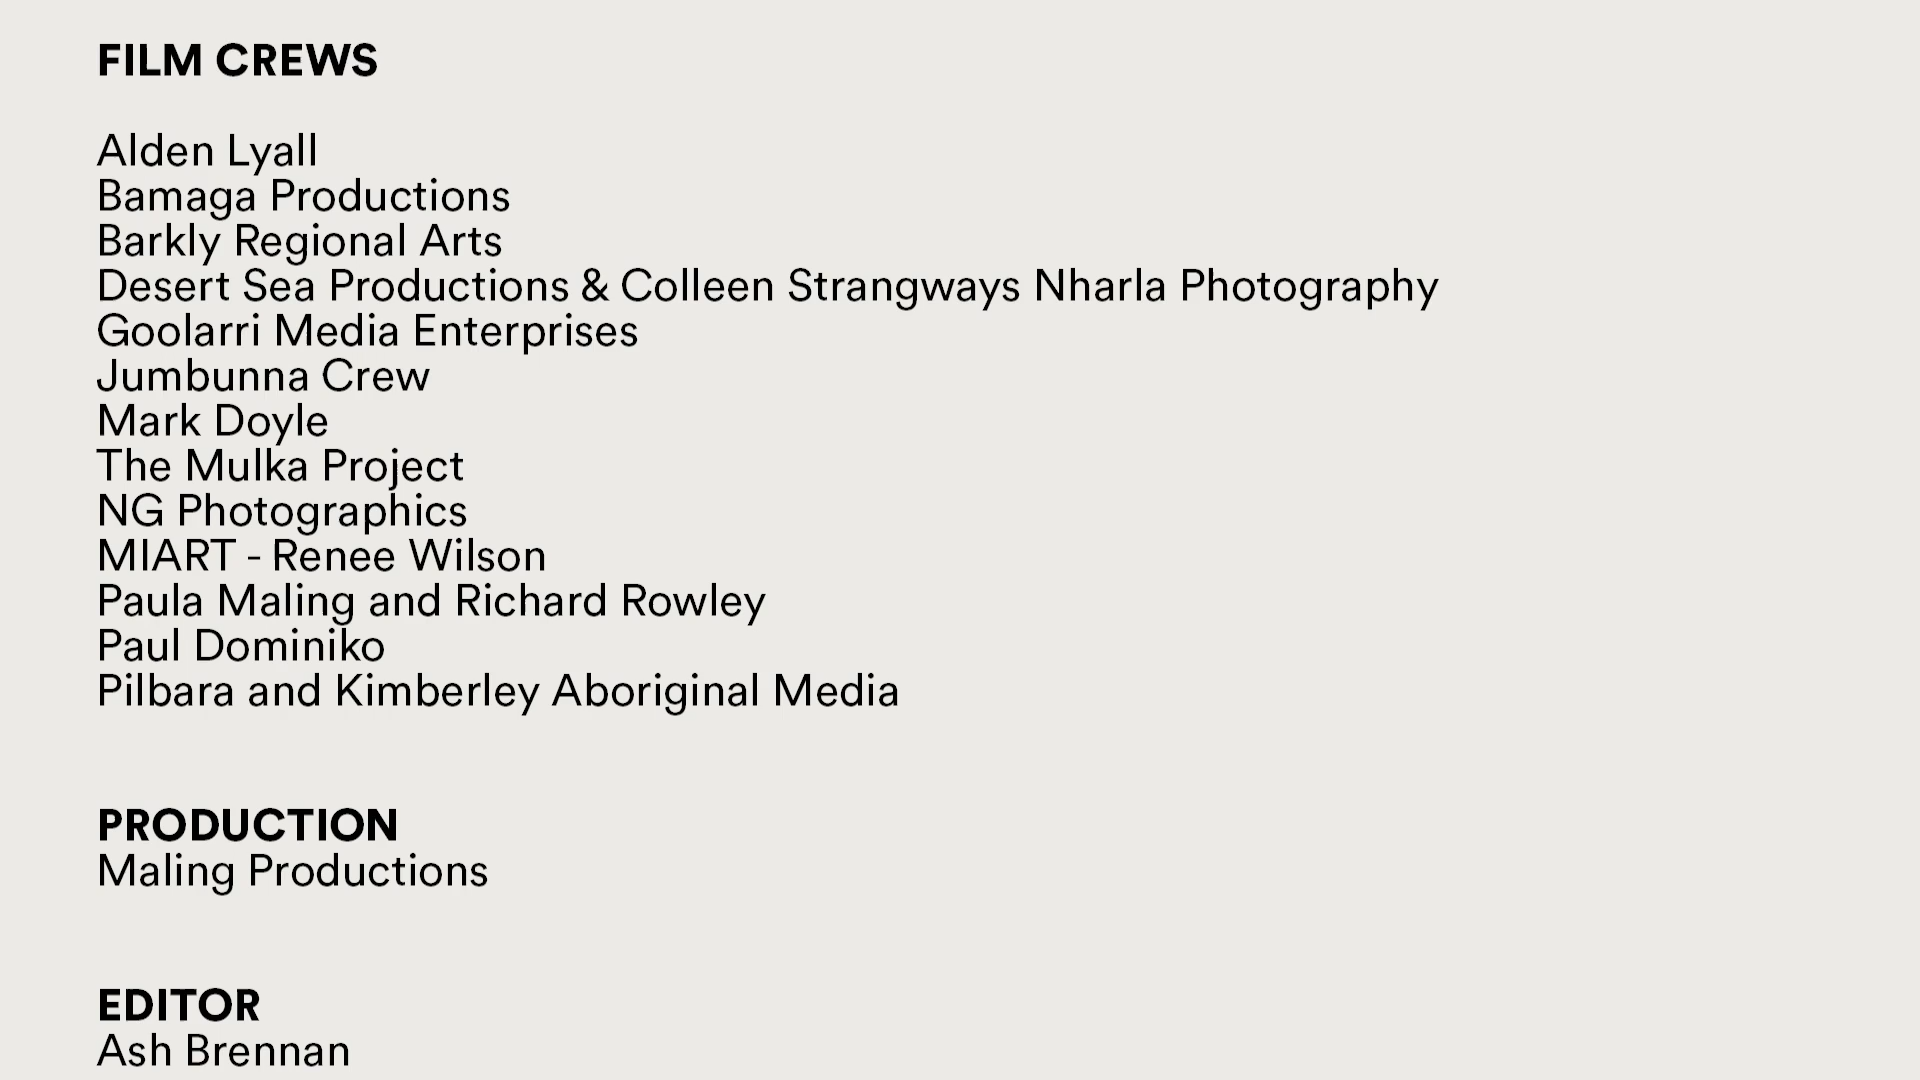 FILM CREWS
Alden Lyall
Bamaga Productions
Barkly Regional Arts
Desert Sea Productions & Colleen Strangways Nharla Photography
Goolarri Media Enterprises
Jumbunna Crew
Mark Doyle
The Mulka Project
NG Photographics
MIART - Renee Wilson
Paula Maling and Richard Rowley
Paul Dominiko
Pilbara and Kimberley Aboriginal Media
PRODUCTION
Maling Productions
EDITOR
Ash Brennan